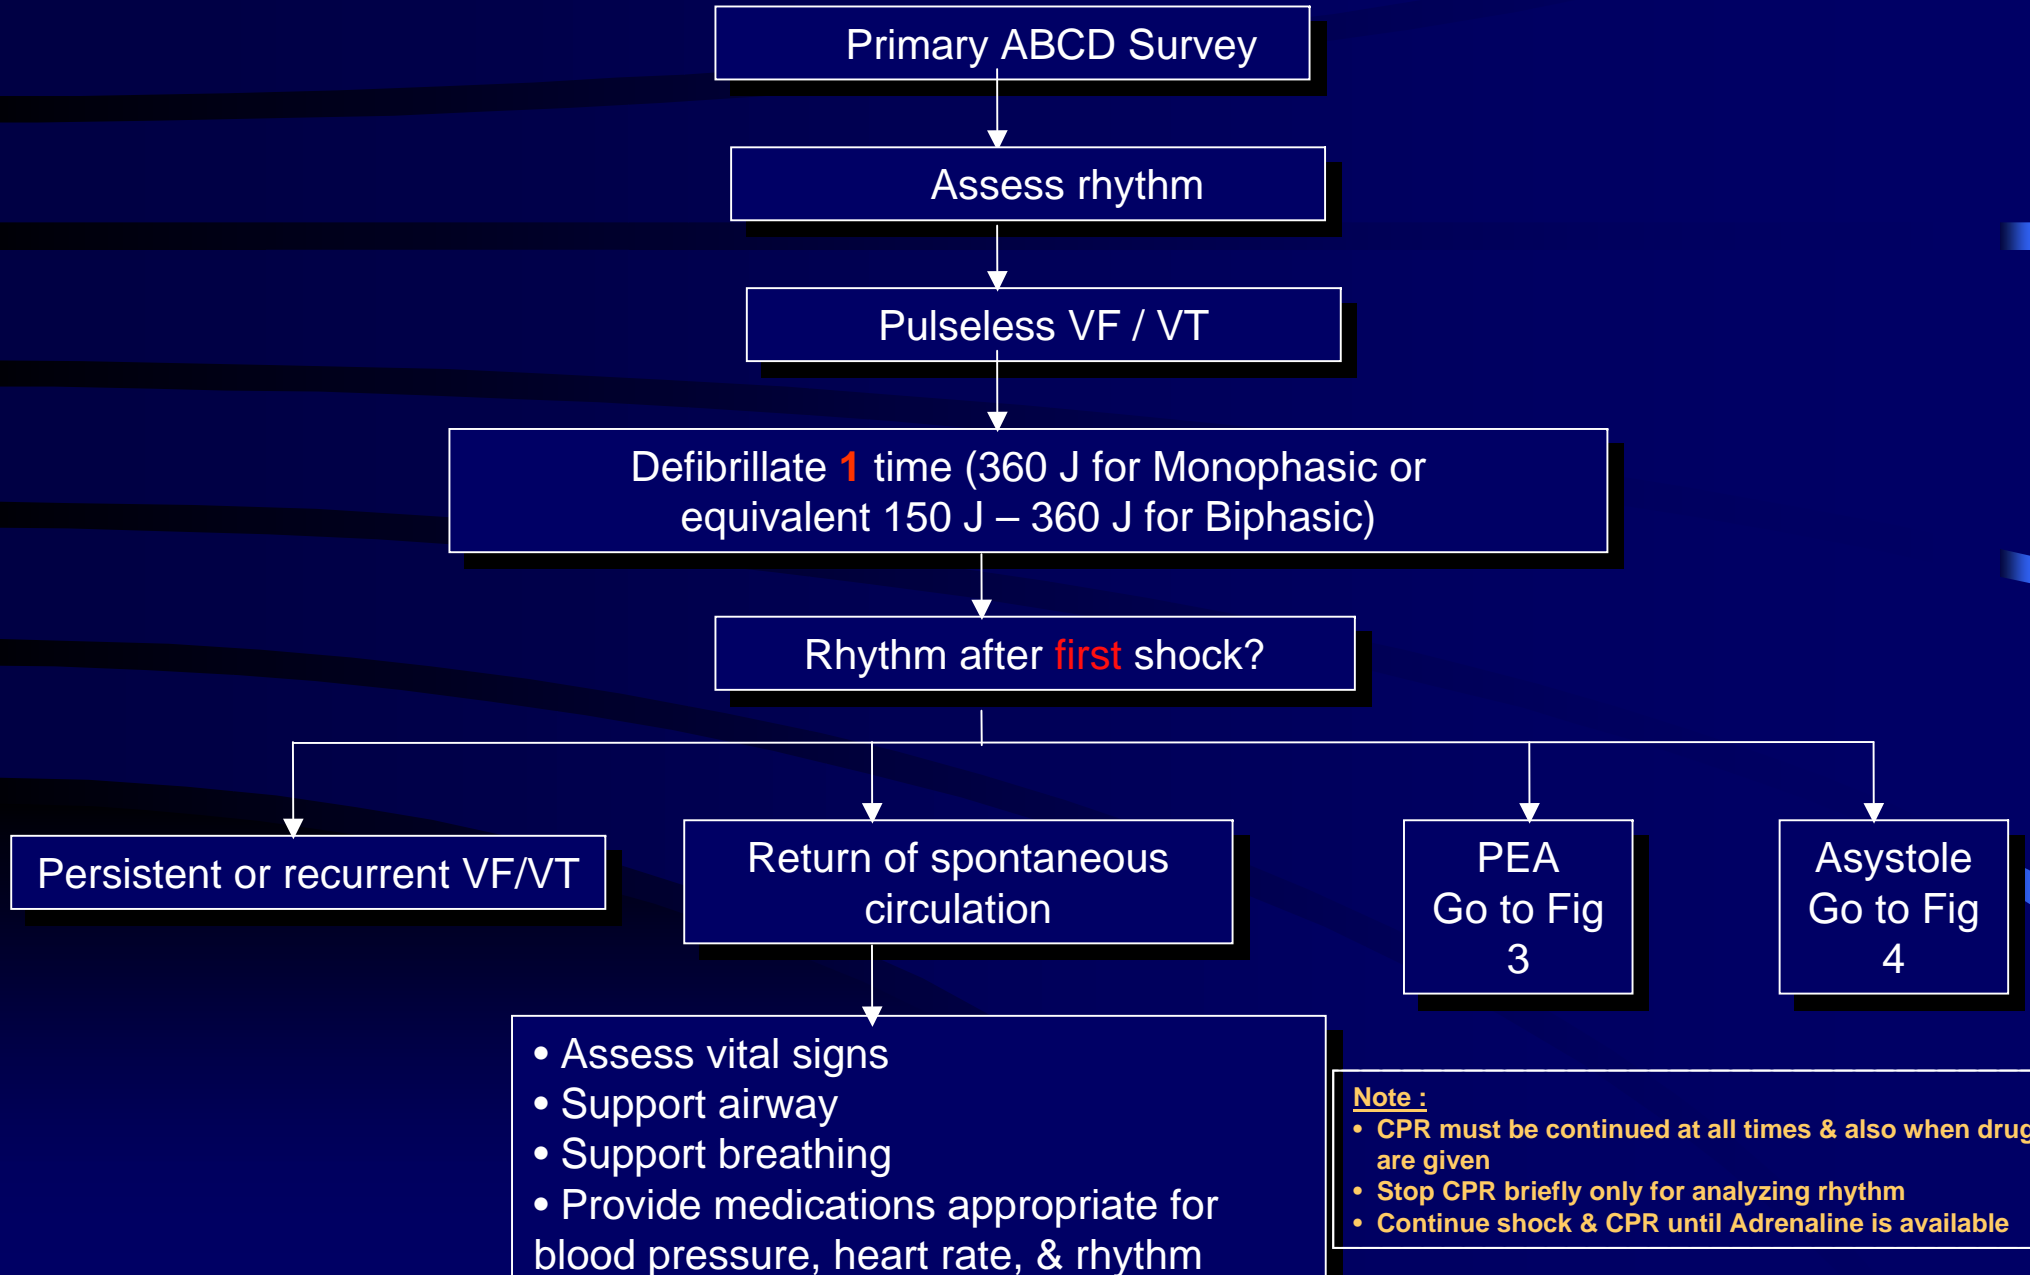 Primary ABCD Survey
Assess rhythm
Pulseless VF / VT
Defibrillate 1 time (360 J for Monophasic or
equivalent 150 J – 360 J for Biphasic)
Rhythm after first shock?
Persistent or recurrent VF/VT
Return of spontaneous
circulation
PEA
Go to Fig
3
Asystole
Go to Fig
4
• Assess vital signs
• Support airway
• Support breathing
• Provide medications appropriate for
blood pressure, heart rate, & rhythm
Note :
• CPR must be continued at all times & also when drug
are given
• Stop CPR briefly only for analyzing rhythm
• Continue shock & CPR until Adrenaline is available